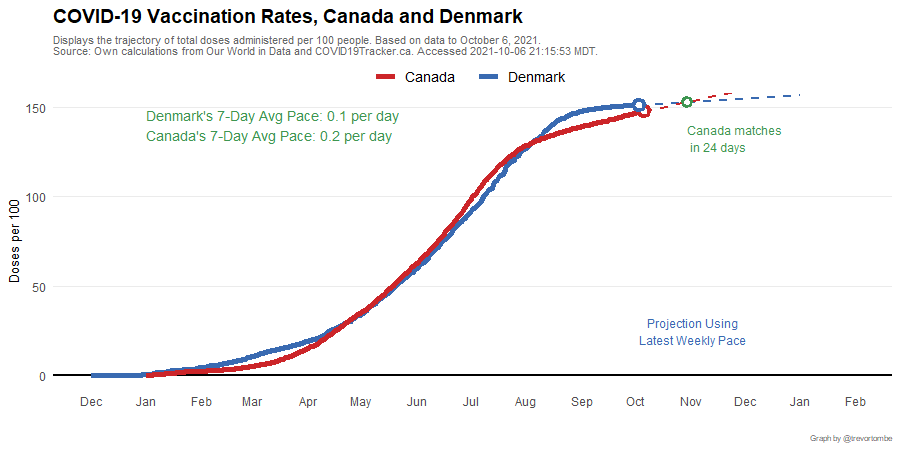 COVID-19 Vaccination Rates, Canada and Denmark
Displays the trajectory of total doses administered per 100 people. Based on data to October 6, 2021.
Source: Own calculations from Our World in Data and COVID19Tracker.ca. Accessed 2021-10-06 21:15:53 MDT.
Canada Denmark
Denmark's 7-Day Avg Pace: 0.1 per day
Canada's 7-Day Avg Pace: 0.2 per day
Canada matches
in 24 days
Projection Using
Latest Weekly Pace
Doses per 100
150
100
50
0
Dec Jan Feb Mar Apr May Jun Jul Aug Sep Oct Nov Dec Jan Feb
Graph by @trevortombe